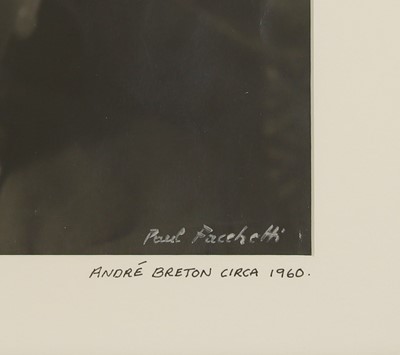 Paul Facchetti
ANDRÉ BRETON CIRCA 1960.